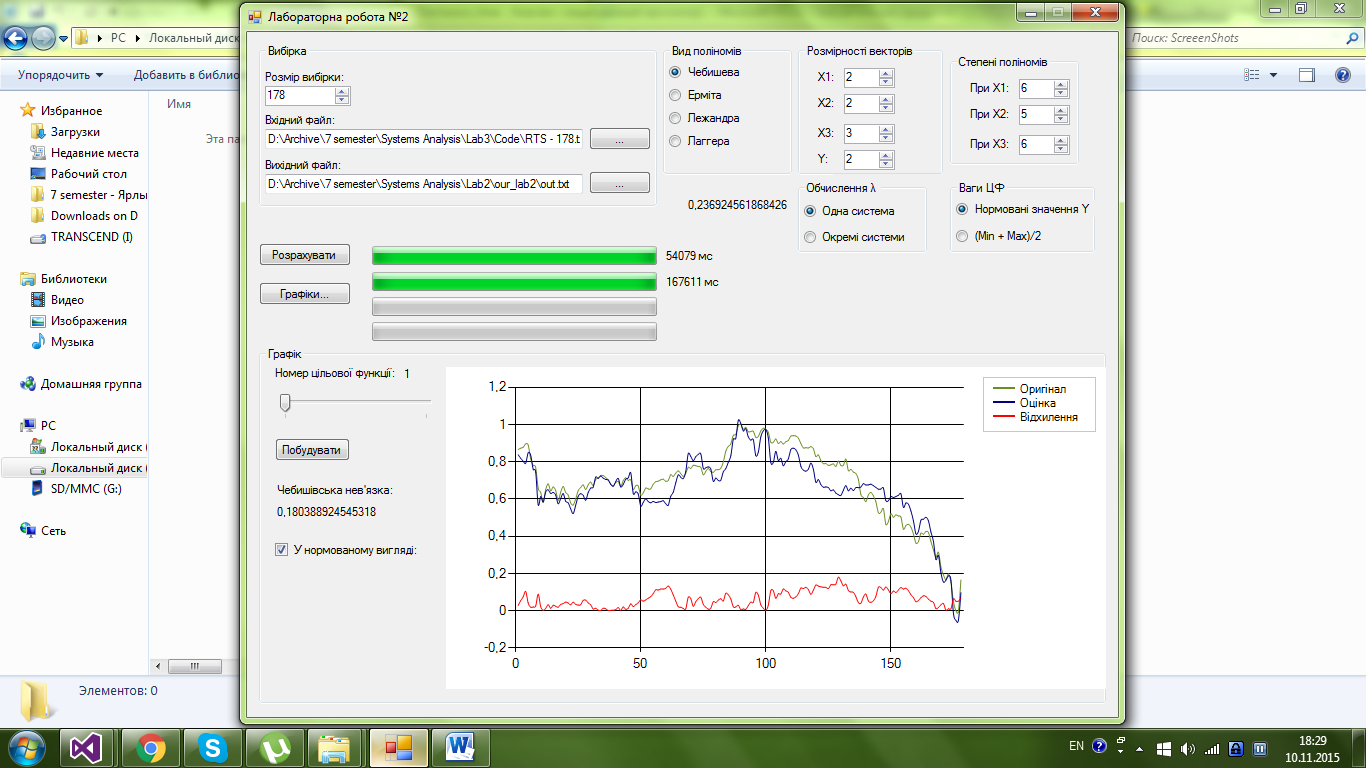 Лабораторна робота №2
PC
Локальный диск
Поиск: ScreeenShots
Упорядочить
Добавить в библио
Избранное
Загрузки
Недавние места
Рабочий стол
7 semester - Ярлы
Downloads on D
TRANSCEND (I)
Библиотеки
Видео
Изображения
Музыка
Домашняя группа
PC
Локальный диск (
Локальный диск (
SD/MMC (G:)
Сеть
Имя
Эта па
Элементов: 0
Вибірка
Розмір вибірки:
178
Вхідний файл:
D:\Archive\7 semester\Systems Analysis\Lab3\Code\RTS - 178.t
...
Вихідний файл:
D:\Archive\7 semester\Systems Analysis\Lab2\our_lab2\out.txt
...
Вид поліномів
Чебишева
Ерміта
Лежандра
Лаггера
Розмірності векторів
X1: 2
X2: 2
X3: 3
Y: 2
Степені поліномів
При X1: 6
При X2: 5
При X3: 6
0,236924561868426
Обчислення λ
Одна система
Окремі системи
Ваги ЦФ
Нормовані значення Y
(Min + Max)/2
Розрахувати
54079 мс
Графіки...
167611 мс
Графік
Номер цільової функції: 1
Побудувати
Чебишівська нев'язка:
0,180388924545318
У нормованому вигляді:
1,2
1
0,8
0,6
0,4
0,2
0
-0,2
0 50 100 150
Оригінал
Оцінка
Відхилення
EN
18:29
10.11.2015